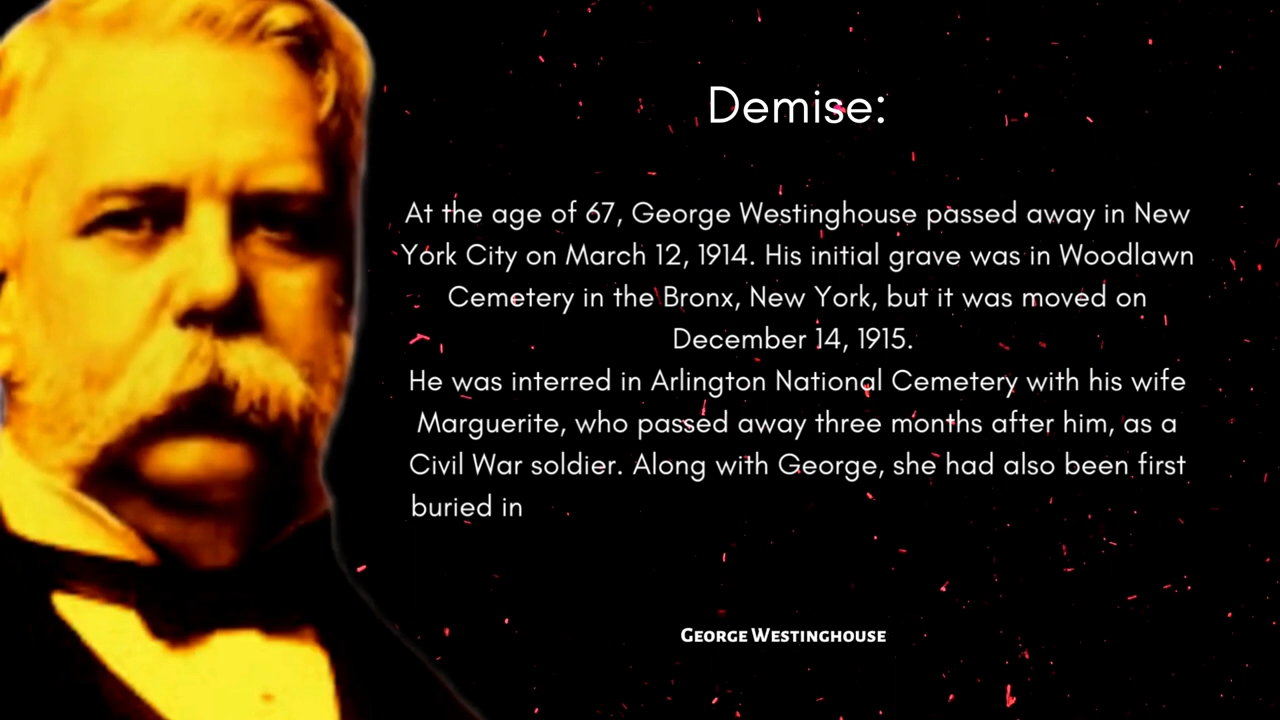 Demise:
At the age of 67, George Westinghouse passed away in New
York City on March 12, 1914. His initial grave was in Woodlawn
Cemetery in the Bronx, New York, but it was moved on
December 14, 1915.
He was interred in Arlington National Cemetery with his wife
Marguerite, who passed away three months after him, as a
Civil War soldier. Along with George, she had also been first
buried in
George Westinghouse